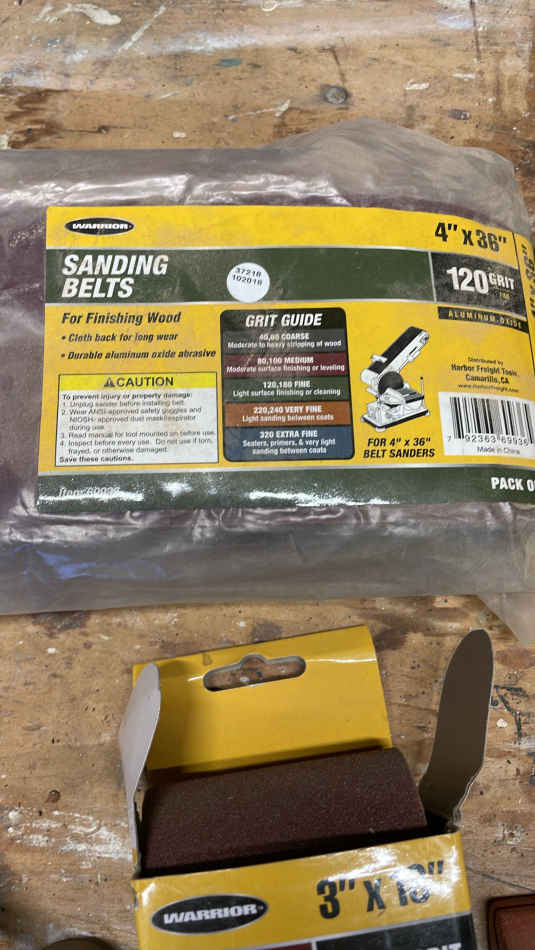 WARRIOR
4" X 36"
SANDING
BELTS
37218
102018
120 GRIT
ALUMINUM-OXIDE
For Finishing Wood
• Cloth back for long wear
• Durable aluminum oxide abrasive
CAUTION
To prevent injury or property damage:
1. Unplug sander before installing belt.
2. Wear ANSI-approved safety goggles and
NIOSH- approved dust mask/respirator
during use.
3. Read manual for tool mounted on before use.
4. Inspect before every use. Do not use if torn,
frayed, or otherwise damaged.
Save these cautions.
GRIT GUIDE
40,60 COARSE
Moderate to heavy stripping of wood
80,100 MEDIUM
Moderate surface finishing or leveling
120,180 FINE
Light surface finishing or cleaning
220,240 VERY FINE
Light sanding between coats
320 EXTRA FINE
Sealers, primers, & very light
sanding between coats
FOR 4" x 36"
BELT SANDERS
Distributed by
Harbor Freight Tools
Camarillo, CA
www.harborfreight.com
7 92363 69936
Made in China
PACK
WARRIOR
3" X 18"